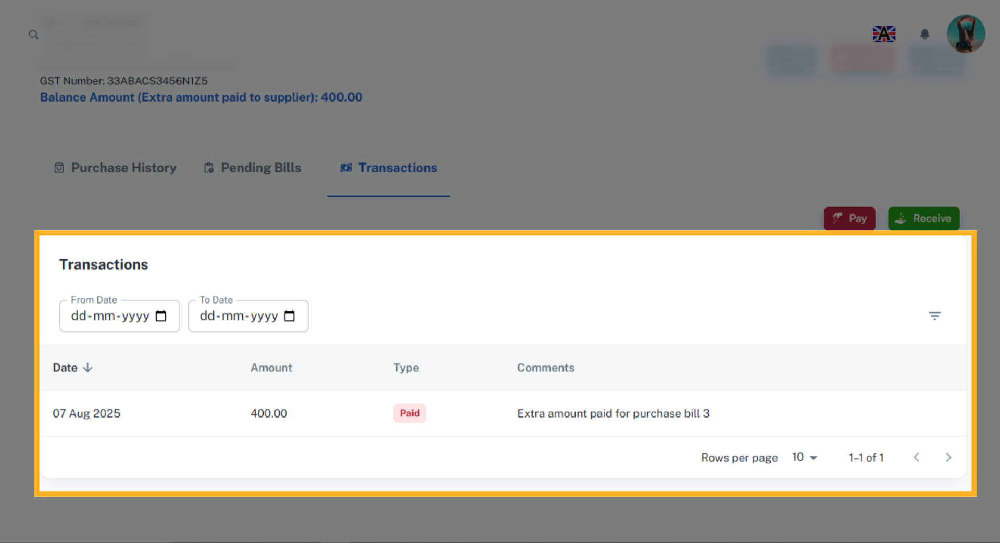 A
GST Number: 33ABACS3456N1Z5
Balance Amount (Extra amount paid to supplier): 400.00
Purchase History Pending Bills Transactions
Pay Receive
Transactions
From Date To Date
dd-mm-yyyy dd-mm-yyyy
Date Amount Type Comments
07 Aug 2025 400.00 Paid Extra amount paid for purchase bill 3
Rows per page 10 1–1 of 1